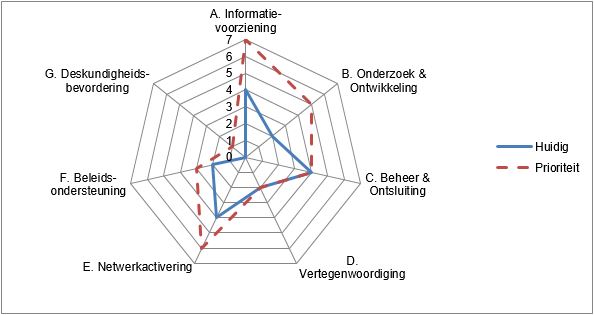 A. Informatie-
voorziening
7
6
5
4
3
2
1
0
B. Onderzoek &
Ontwikkeling
C. Beheer &
Ontsluiting
D.
Vertegenwoordiging
E. Netwerkactivering
F. Beleids-
ondersteuning
G. Deskundigheids-
bevordering
Huidig
Prioriteit